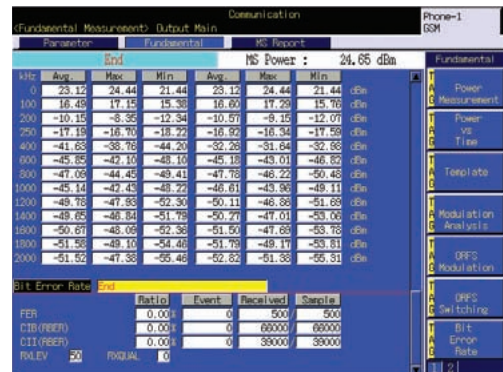 Communication
<Fundamental Measurement> Output Main
Phone-1
GSM
Parameter Fundamental MS Report
End MS Power : 24.65 dBm
Fundamental
kHz Avg. Max Min Avg. Max Min
0 23.12 24.44 21.44 23.12 24.44 21.44 dBm
100 16.49 17.15 15.38 16.60 17.29 15.76 dBm
200 -10.15 -8.35 -12.34 -10.57 -9.15 -12.07 dBm
250 -17.19 -16.70 -18.22 -16.92 -16.34 -17.59 dBm
400 -41.63 -38.76 -44.20 -32.26 -31.64 -32.98 dBm
600 -45.85 -42.10 -48.10 -45.18 -43.01 -46.82 dBm
800 -47.09 -44.45 -49.41 -47.78 -46.22 -50.48 dBm
1000 -45.14 -42.43 -48.22 -46.61 -43.96 -49.11 dBm
1200 -49.78 -47.93 -52.30 -50.11 -46.86 -51.69 dBm
1400 -49.65 -46.84 -51.79 -50.27 -47.01 -53.06 dBm
1600 -50.67 -48.09 -52.36 -51.50 -47.69 -53.78 dBm
1800 -51.58 -49.10 -54.46 -51.79 -49.17 -53.81 dBm
2000 -51.52 -47.38 -55.46 -52.82 -51.38 -55.31 dBm
Bit Error Rate End
Ratio Event Received Sample
FER 0.00 % 0 500 / 500
CIB(RBER) 0.00 % 0 66000 / 66000
CII(RBER) 0.00 % 0 39000 / 39000
RXLEV 50 RXQUAL 0
TAG Power Measurement
TAG Power vs Time
TAG Template
TAG Modulation Analysis
TAG ORFS Modulation
TAG ORFS Switching
TAG Bit Error Rate
1 2